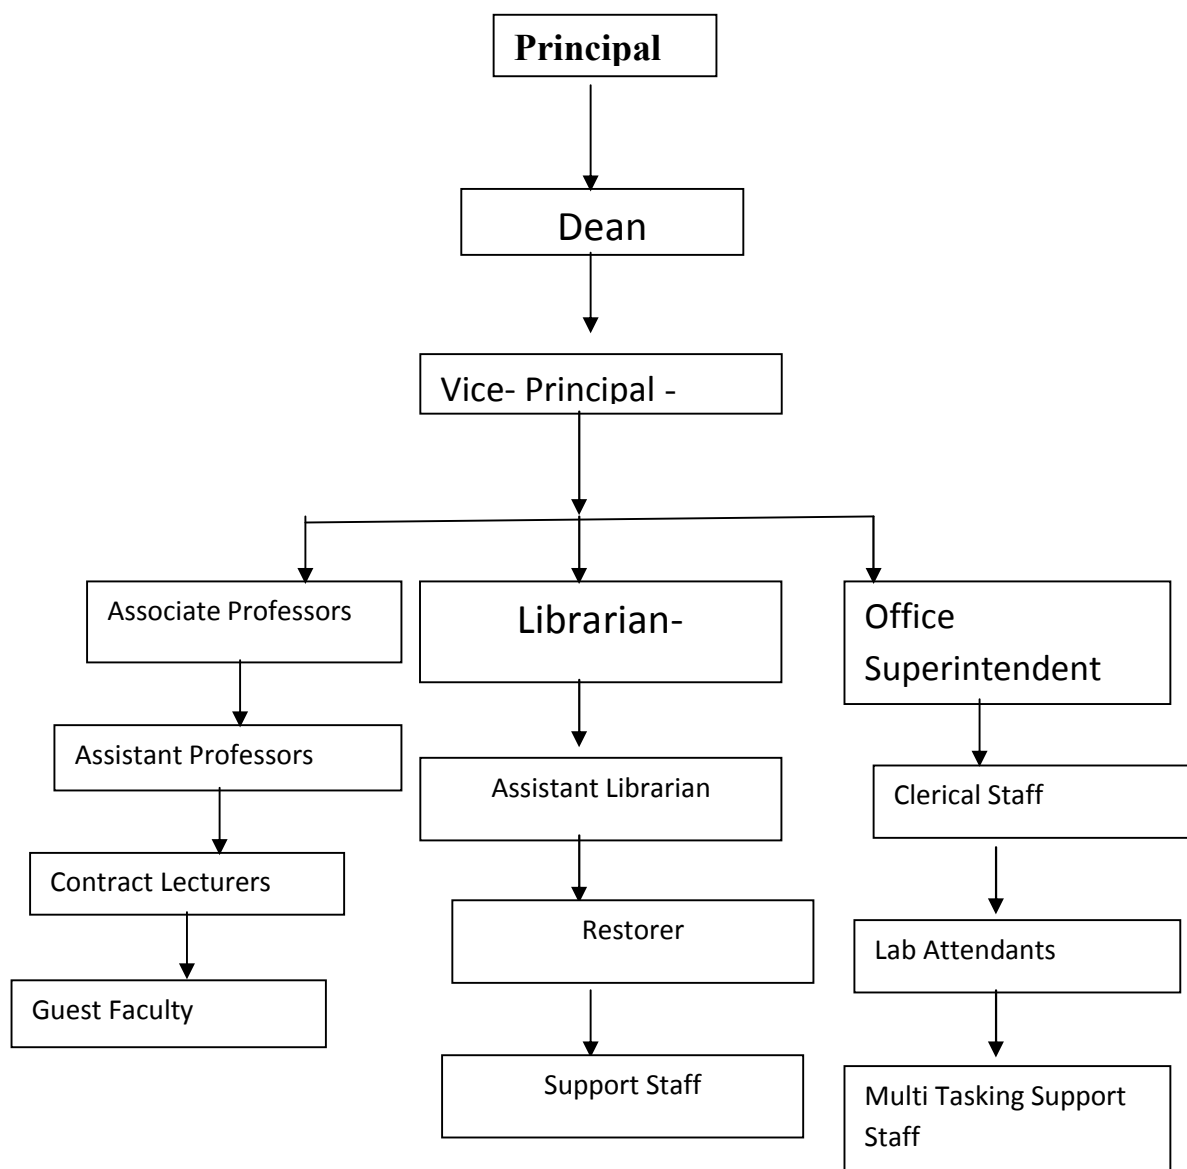 Principal
Dean
Vice- Principal -
Associate Professors
Librarian-
Office
Superintendent
Assistant Professors
Assistant Librarian
Clerical Staff
Contract Lecturers
Restorer
Lab Attendants
Guest Faculty
Support Staff
Multi Tasking Support
Staff